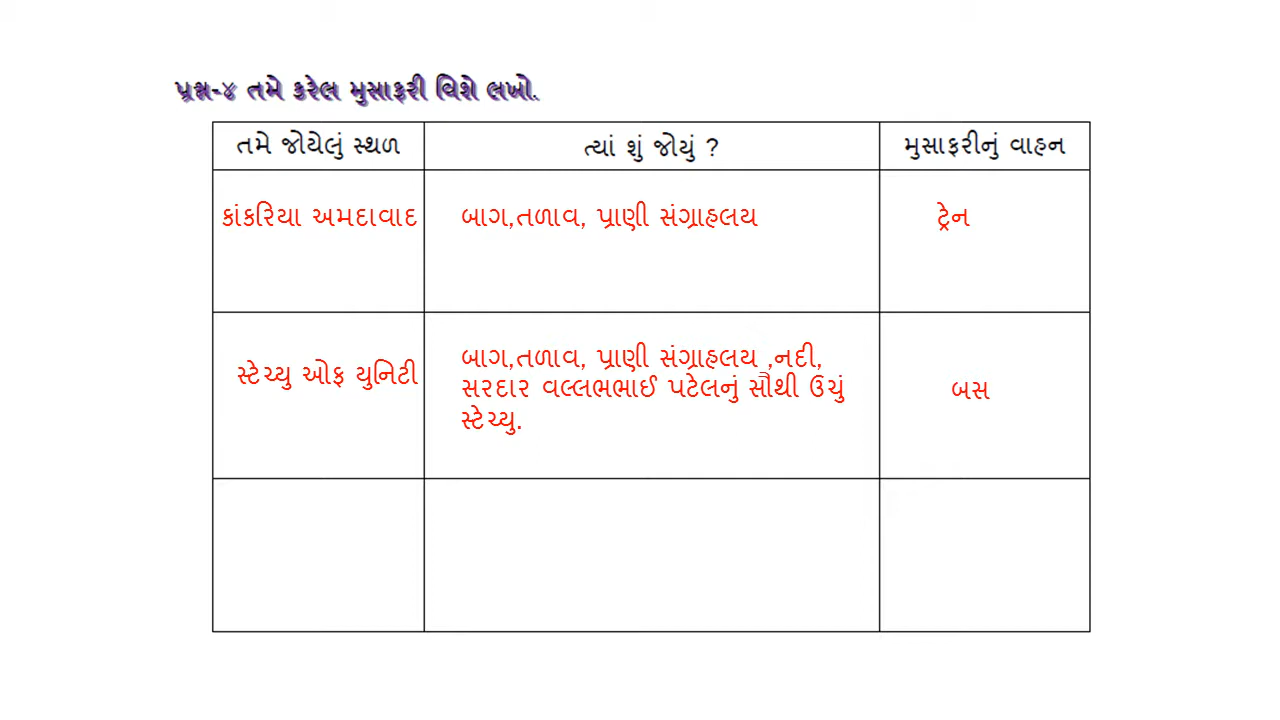 પ્રશ્ન-૪ તમે કરેલ મુસાફરી વિશે લખો.
તમે જોયેલું સ્થળ ત્યાં શું જોયું ? મુસાફરીનું વાહન
કાંકરિયા અમદાવાદ બાગ,તળાવ, પ્રાણી સંગ્રાહલય ટ્રેન
સ્ટેચ્યુ ઓફ યુનિટી
બાગ,તળાવ, પ્રાણી સંગ્રાહલય ,નદી,
સરદાર વલ્લભભાઈ પટેલનું સૌથી ઉચું
સ્ટેચ્યુ.
બસ